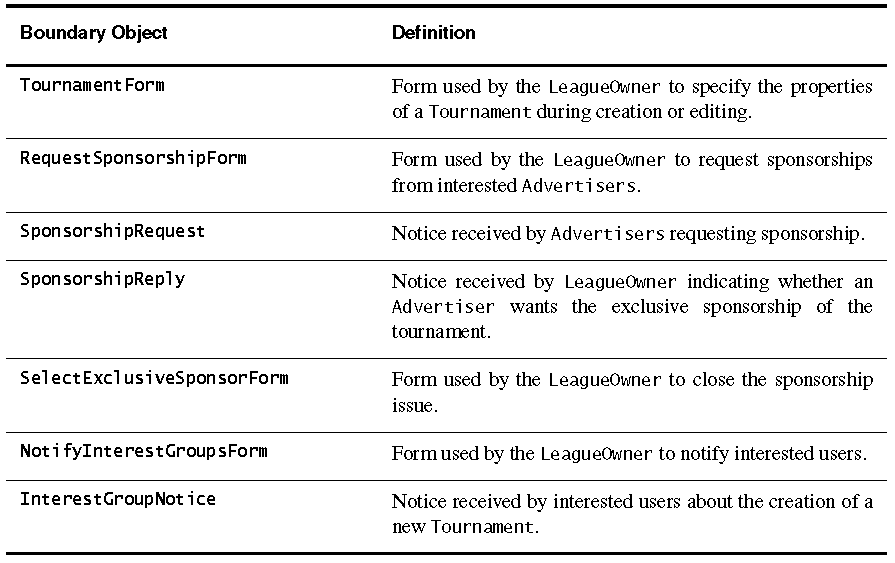 Boundary Object Definition
TournamentForm Form used by the LeagueOwner to specify the properties
of a Tournament during creation or editing.
RequestSponsorshipForm Form used by the LeagueOwner to request sponsorships
from interested Advertisers.
SponsorshipRequest Notice received by Advertisers requesting sponsorship.
SponsorshipReply Notice received by LeagueOwner indicating whether an
Advertiser wants the exclusive sponsorship of the
tournament.
SelectExclusiveSponsorForm Form used by the LeagueOwner to close the sponsorship
issue.
NotifyInterestGroupsForm Form used by the LeagueOwner to notify interested users.
InterestGroupNotice Notice received by interested users about the creation of a
new Tournament.